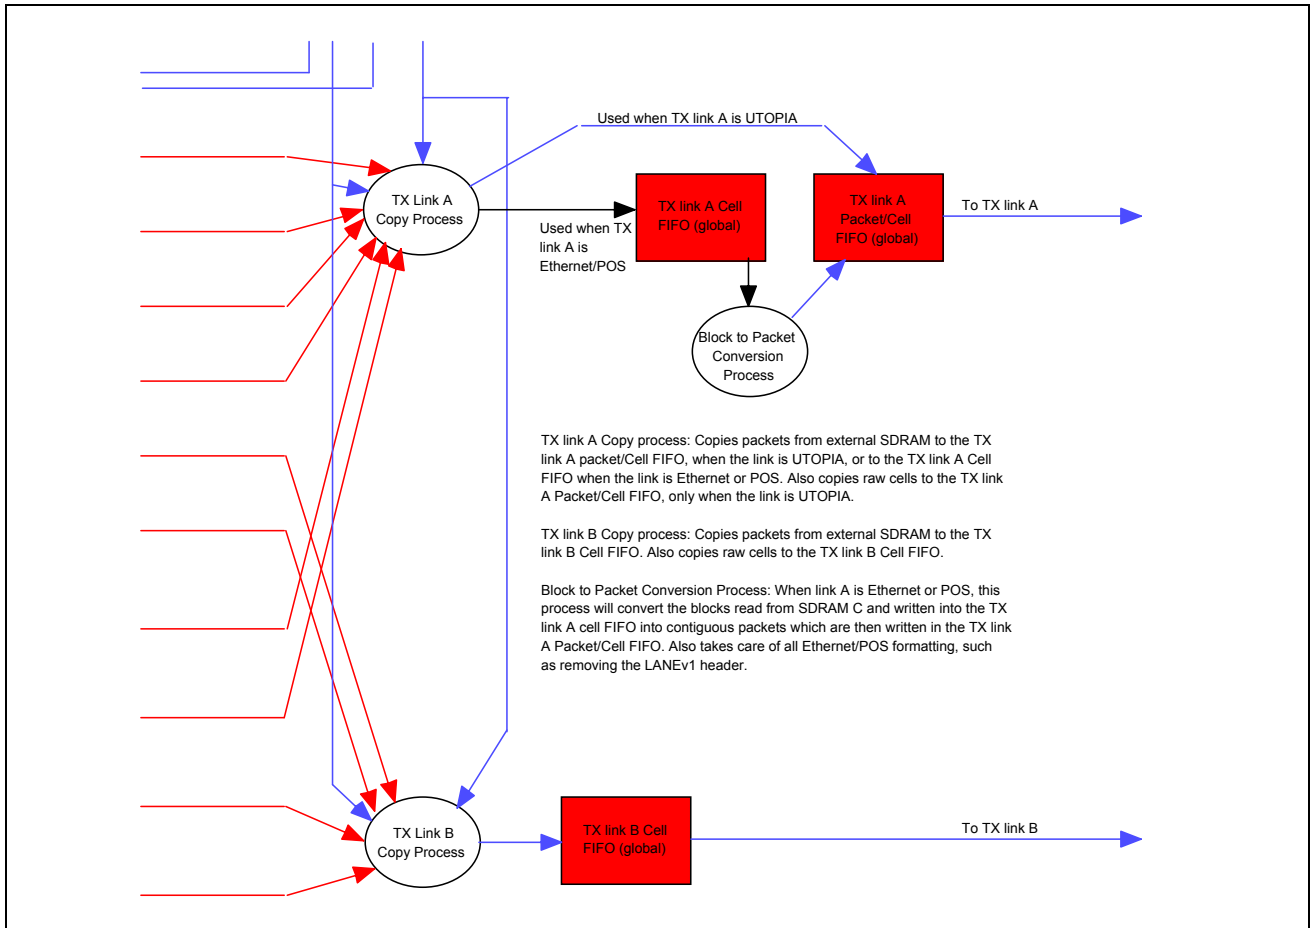 Used when TX link A is UTOPIA
TX Link A
Copy Process
TX link A Cell
FIFO (global)
TX link A
Packet/Cell
FIFO (global)
To TX link A
Used when TX
link A is
Ethernet/POS
Block to Packet
Conversion
Process
TX link A Copy process: Copies packets from external SDRAM to the TX
link A packet/Cell FIFO, when the link is UTOPIA, or to the TX link A Cell
FIFO when the link is Ethernet or POS. Also copies raw cells to the TX link
A Packet/Cell FIFO, only when the link is UTOPIA.
TX link B Copy process: Copies packets from external SDRAM to the TX
link B Cell FIFO. Also copies raw cells to the TX link B Cell FIFO.
Block to Packet Conversion Process: When link A is Ethernet or POS, this
process will convert the blocks read from SDRAM C and written into the TX
link A cell FIFO into contiguous packets which are then written in the TX link
A Packet/Cell FIFO. Also takes care of all Ethernet/POS formatting, such
as removing the LANEv1 header.
TX Link B
Copy Process
TX link B Cell
FIFO (global)
To TX link B